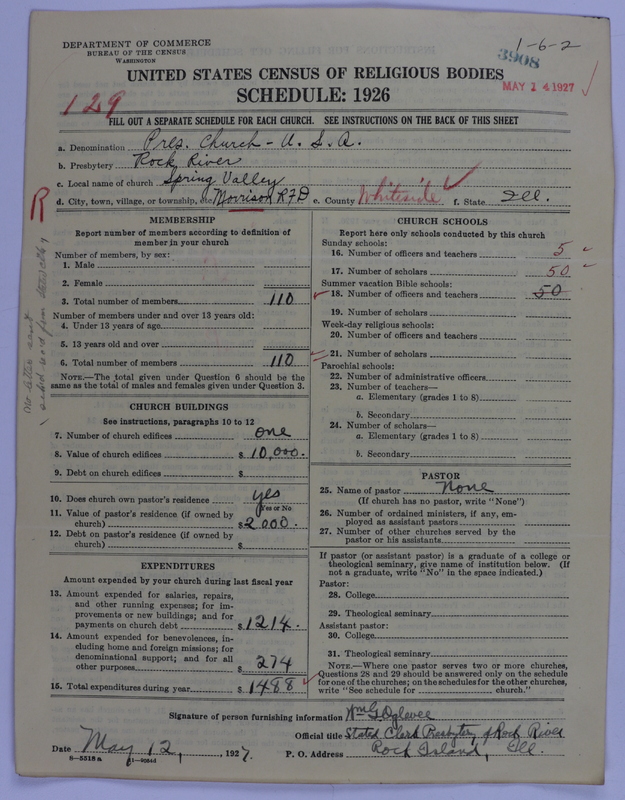 DEPARTMENT OF COMMERCE
BUREAU OF THE CENSUS
WASHINGTON
1-6-2
3908
MAY 14 1927
UNITED STATES CENSUS OF RELIGIOUS BODIES
SCHEDULE: 1926
129
FILL OUT A SEPARATE SCHEDULE FOR EACH CHURCH. SEE INSTRUCTIONS ON THE BACK OF THIS SHEET
a. Denomination Pres. Church - U. S. A.
b. Presbytery Rock River
c. Local name of church Spring Valley
d. City, town, village, or township, etc. Morrison RFD e. County Whiteside f. State Ill.
R
MEMBERSHIP
Report number of members according to definition of member in your church
Number of members, by sex:
1. Male
2. Female
3. Total number of members 110
Number of members under and over 13 years old:
4. Under 13 years of age
5. 13 years old and over
6. Total number of members 110
NOTE.—The total given under Question 6 should be the
same as the total of males and females given under Question 3.
CHURCH BUILDINGS
See instructions, paragraphs 10 to 12
7. Number of church edifices one
8. Value of church edifices $ 10,000.
9. Debt on church edifices $
10. Does church own pastor's residence yes
Yes or No
11. Value of pastor's residence (if owned by
church) $ 2000.
12. Debt on pastor's residence (if owned by
church) $
EXPENDITURES
Amount expended by your church during last fiscal year
13. Amount expended for salaries, repairs,
and other running expenses; for im-
provements or new buildings; and for
payments on church debt $ 1214.
14. Amount expended for benevolences, in-
cluding home and foreign missions; for
denominational support; and for all
other purposes $ 274
15. Total expenditures during year $ 1488
CHURCH SCHOOLS
Report here only schools conducted by this church
Sunday schools:
16. Number of officers and teachers 5
17. Number of scholars 50
Summer vacation Bible schools:
18. Number of officers and teachers 50
19. Number of scholars
Week-day religious schools:
20. Number of officers and teachers
21. Number of scholars
Parochial schools:
22. Number of administrative officers
23. Number of teachers—
a. Elementary (grades 1 to 8)
b. Secondary
24. Number of scholars—
a. Elementary (grades 1 to 8)
b. Secondary
PASTOR
25. Name of pastor None
(If church has no pastor, write "None")
26. Number of ordained ministers, if any, em-
ployed as assistant pastors
27. Number of other churches served by the
pastor or his assistants
If pastor (or assistant pastor) is a graduate of a college or
theological seminary, give name of institution below. (If
not a graduate, write "No" in the space indicated.)
Pastor:
28. College
29. Theological seminary
Assistant pastor:
30. College
31. Theological seminary
NOTE.—Where one pastor serves two or more churches,
Questions 28 and 29 should be answered only on the schedule
for one of the churches; on the schedules for the other churches,
write "See schedule for church."
Signature of person furnishing information Wm G Oglevee
Official title Stated Clerk Presbytery of Rock River
Date May 12, 1927. P. O. Address Rock Island, Ill.
8-5518 a